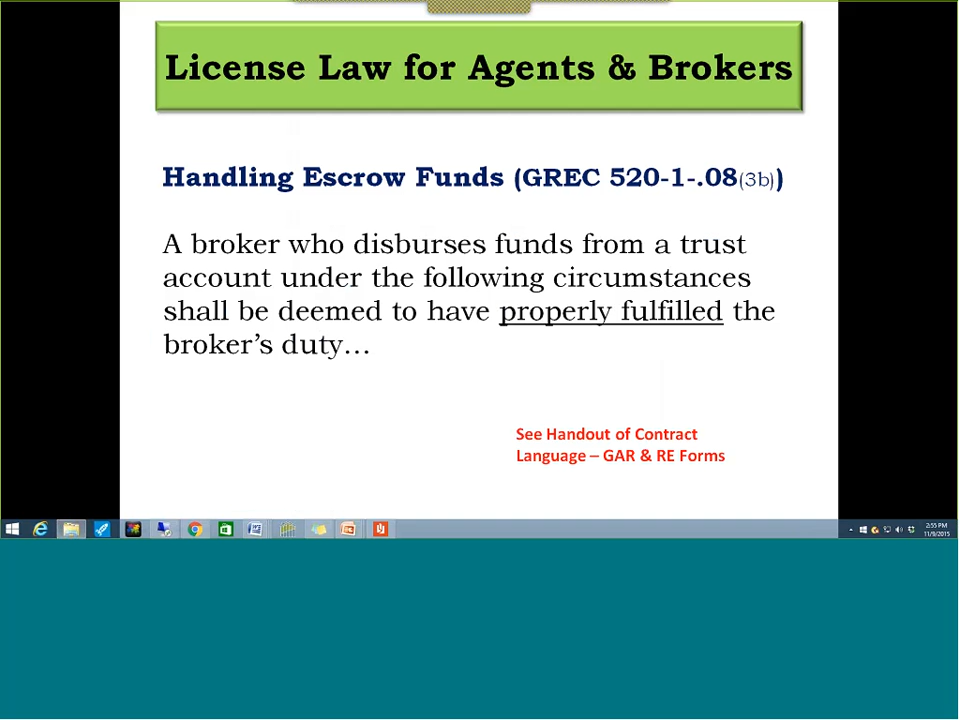 License Law for Agents & Brokers
Handling Escrow Funds (GREC 520-1-.08(3b))
A broker who disburses funds from a trust
account under the following circumstances
shall be deemed to have properly fulfilled the
broker’s duty…
See Handout of Contract
Language – GAR & RE Forms
2:55 PM
11/9/2015